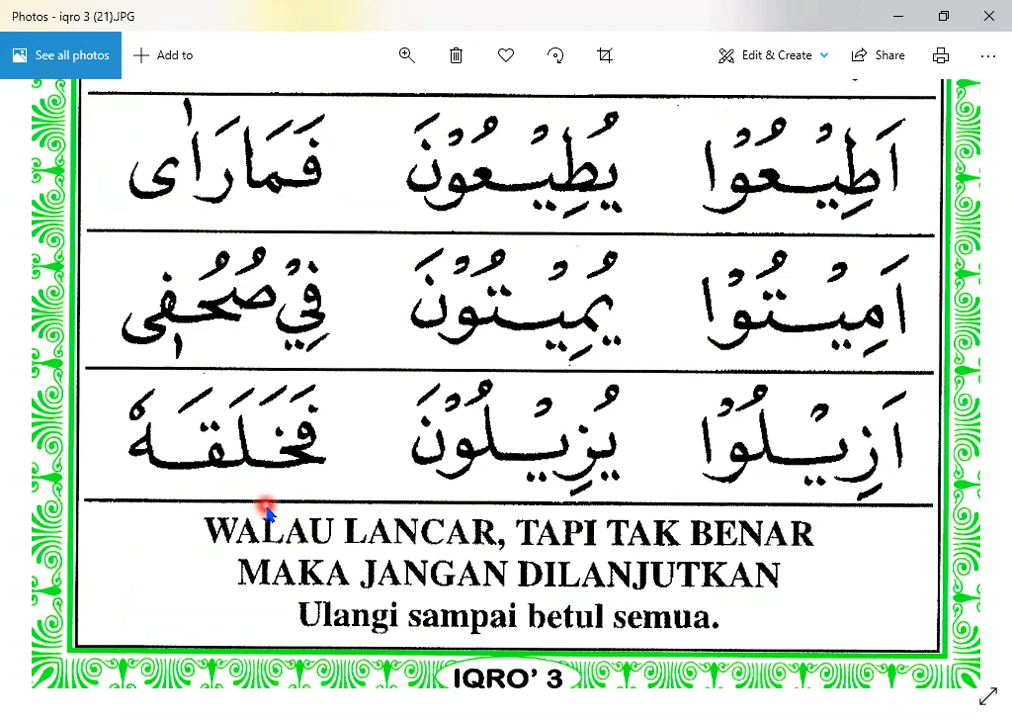 Photos - iqro 3 (21).JPG
See all photos Add to Edit & Create Share
اَطِيْعُوْا يُطِيْعُوْنَ فَمَارَاٰى
اَمِيْتُوْا يُمِيْتُوْنَ فِيْ صُحُفِى
اَزِيْلُوْا يُزِيْلُوْنَ فَخَلَقَهٗ
WALAU LANCAR, TAPI TAK BENAR
MAKA JANGAN DILANJUTKAN
Ulangi sampai betul semua.
IQRO' 3